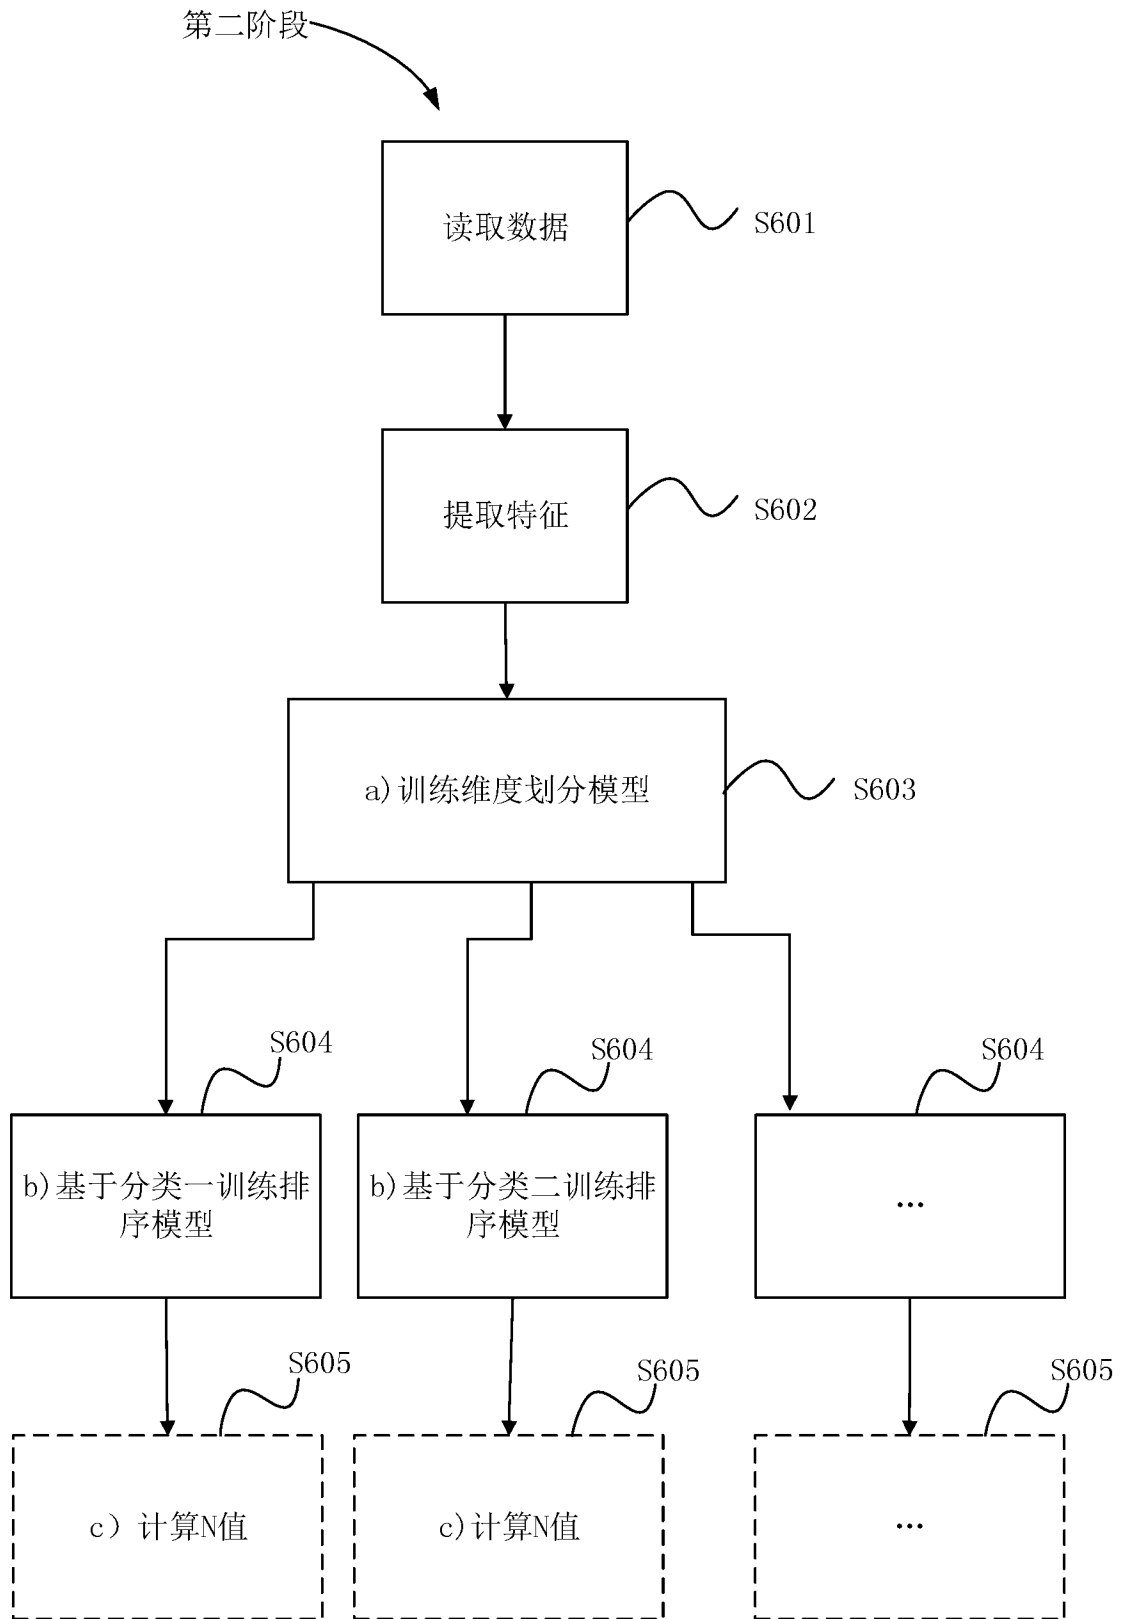 第二阶段
读取数据
S601
提取特征
S602
a)训练维度划分模型
S603
S604
S604
S604
b)基于分类一训练排
序模型
b)基于分类二训练排
序模型
…
S605
S605
S605
c) 计算N值
c)计算N值
…